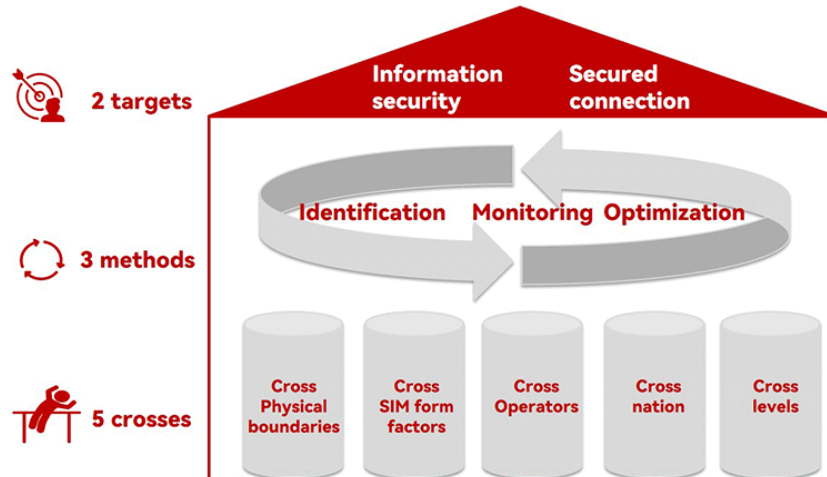 2 targets
Information
security
Secured
connection
3 methods
Identification
Monitoring
Optimization
5 crosses
Cross
Physical
boundaries
Cross
SIM form
factors
Cross
Operators
Cross
nation
Cross
levels